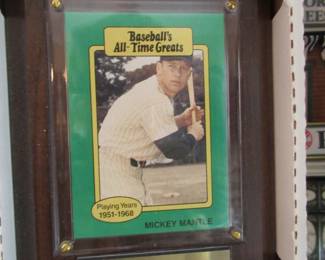 Baseball's
All-Time Greats
Playing Years
1951-1968
MICKEY MANTLE